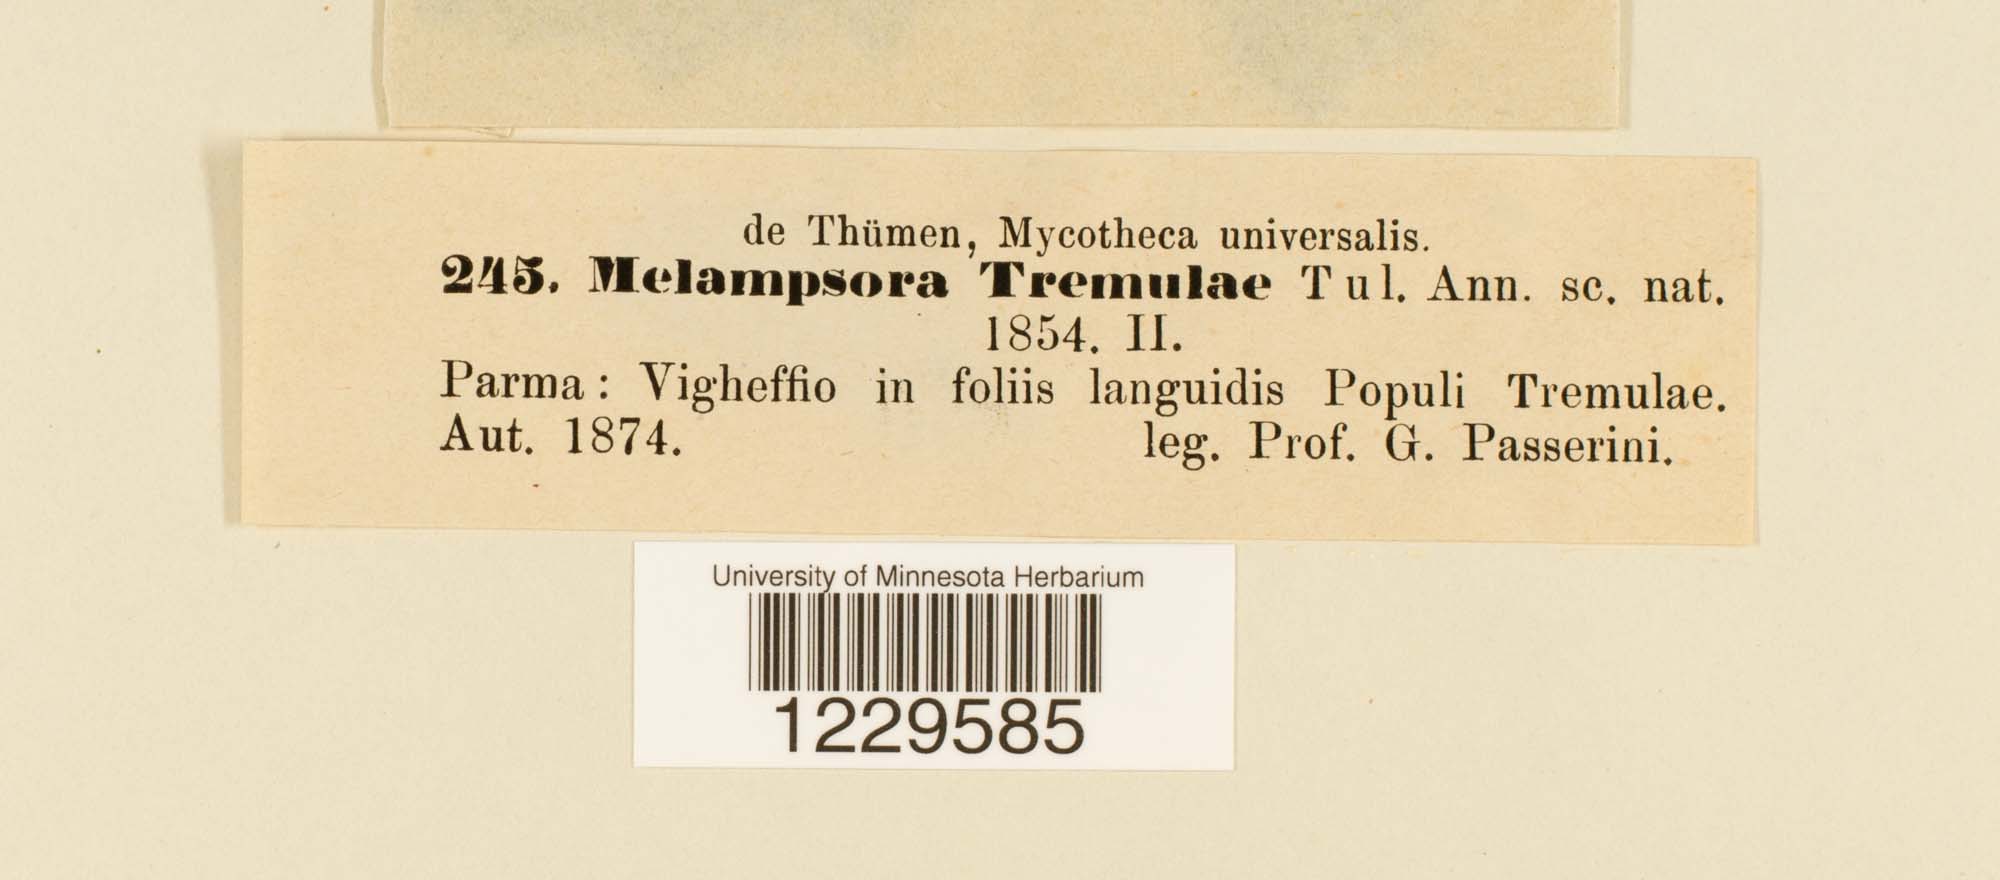 de Thümen, Mycotheca universalis.
245. Melampsora Tremulae Tul. Ann. sc. nat.
1854. II.
Parma: Vigheffio in foliis languidis Populi Tremulae.
Aut. 1874. leg. Prof. G. Passerini.
University of Minnesota Herbarium
1229585